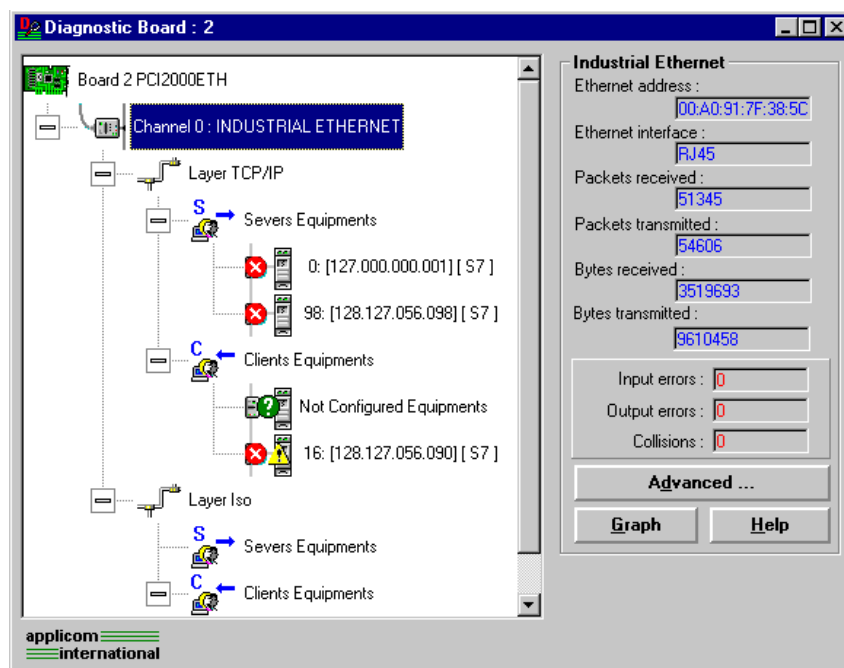 Diagnostic Board : 2
Board 2 PCI2000ETH
Channel 0 : INDUSTRIAL ETHERNET
Layer TCP/IP
S
Severs Equipments
0: [127.000.000.001] [ S7 ]
98: [128.127.056.098] [ S7 ]
C
Clients Equipments
Not Configured Equipments
16: [128.127.056.090] [ S7 ]
Layer Iso
S
Severs Equipments
C
Clients Equipments
Industrial Ethernet
Ethernet address :
00:A0:91:7F:38:5C
Ethernet interface :
RJ45
Packets received :
51345
Packets transmitted :
54606
Bytes received :
3519693
Bytes transmitted :
9610458
Input errors : 0
Output errors : 0
Collisions : 0
Advanced ...
Graph
Help
applicom
international